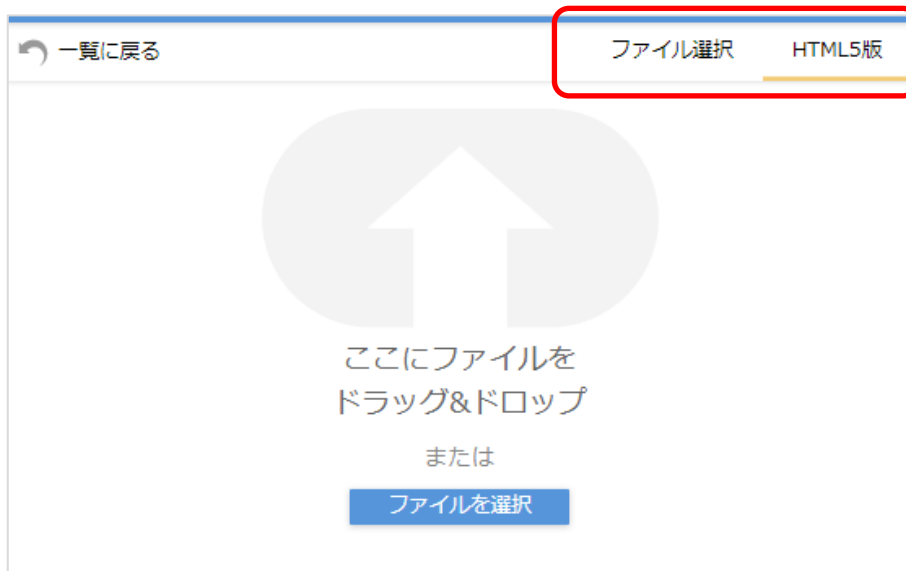 一覧に戻る
ファイル選択
HTML5版
ここにファイルを
ドラッグ&ドロップ
または
ファイルを選択